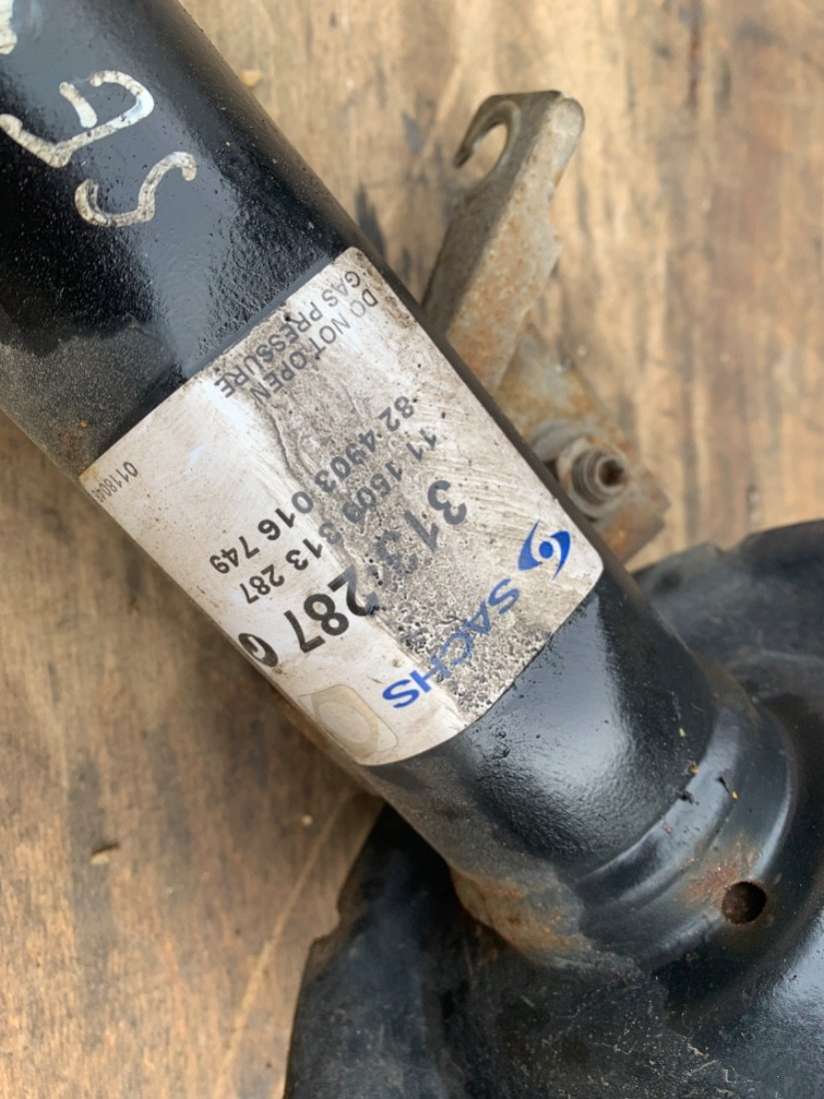 SACHS
313 287
11 1509 313 287
82 4903 016 749
DO NOT OPEN
GAS PRESSURE